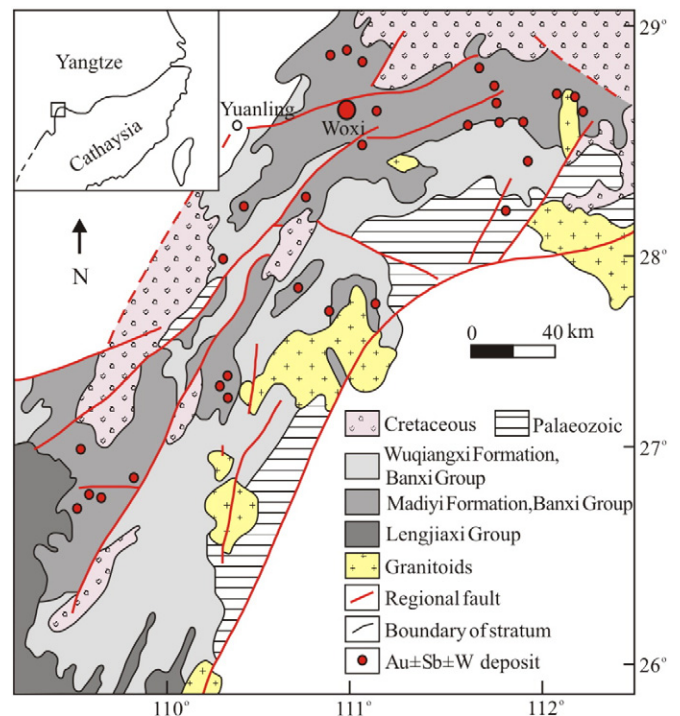 Yangtze
Cathaysia
N
Yuanling
Woxi
29°
28°
0 40 km
Cretaceous
Palaeozoic
Wuqiangxi Formation,
Banxi Group
Madiyi Formation,Banxi Group
Lengjiaxi Group
Granitoids
Regional fault
Boundary of stratum
Au±Sb±W deposit
27°
26°
110°
111°
112°